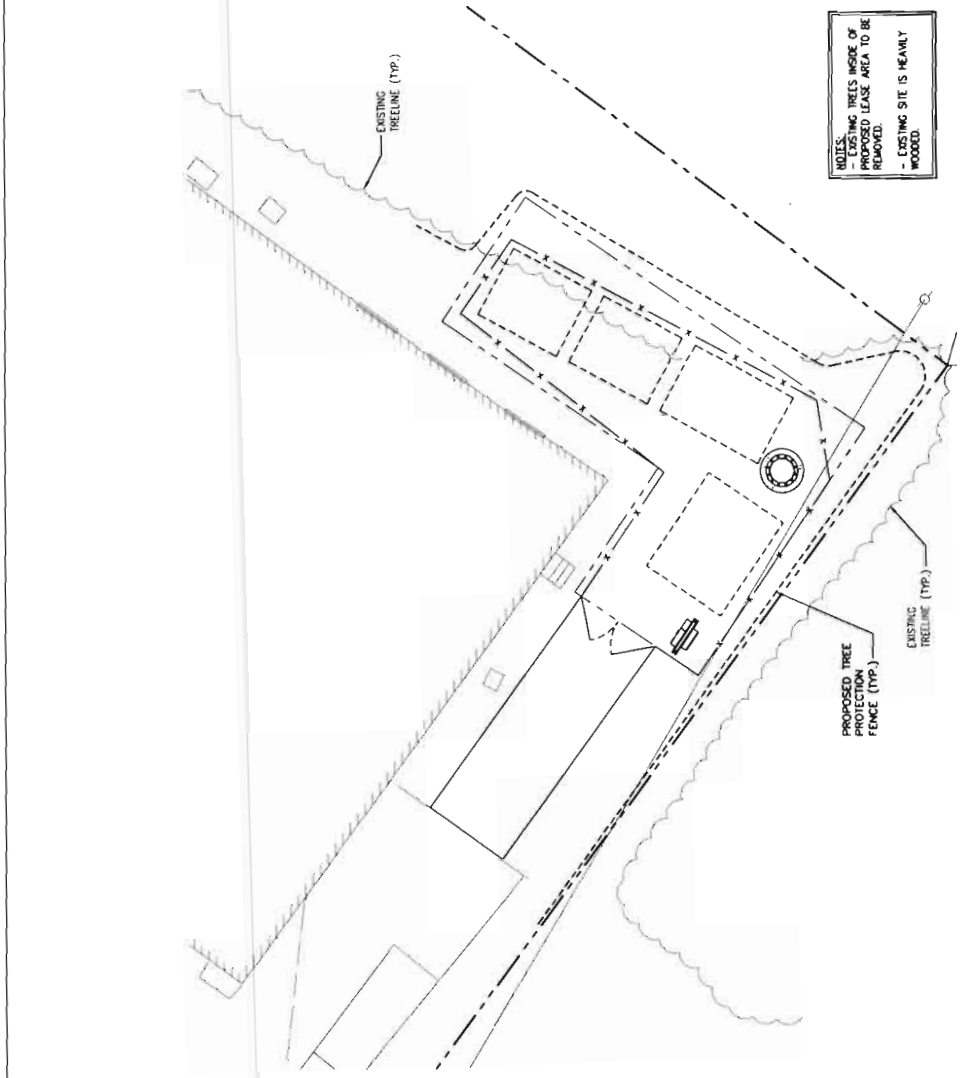 EXISTING
TREELINE (TYP.)
NOTES:
- EXISTING TREES INSIDE OF
PROPOSED LEASE AREA TO BE
REMOVED.
- EXISTING SITE IS HEAVILY
WOODED.
PROPOSED TREE
PROTECTION
FENCE (TYP.)
EXISTING
TREELINE (TYP.)